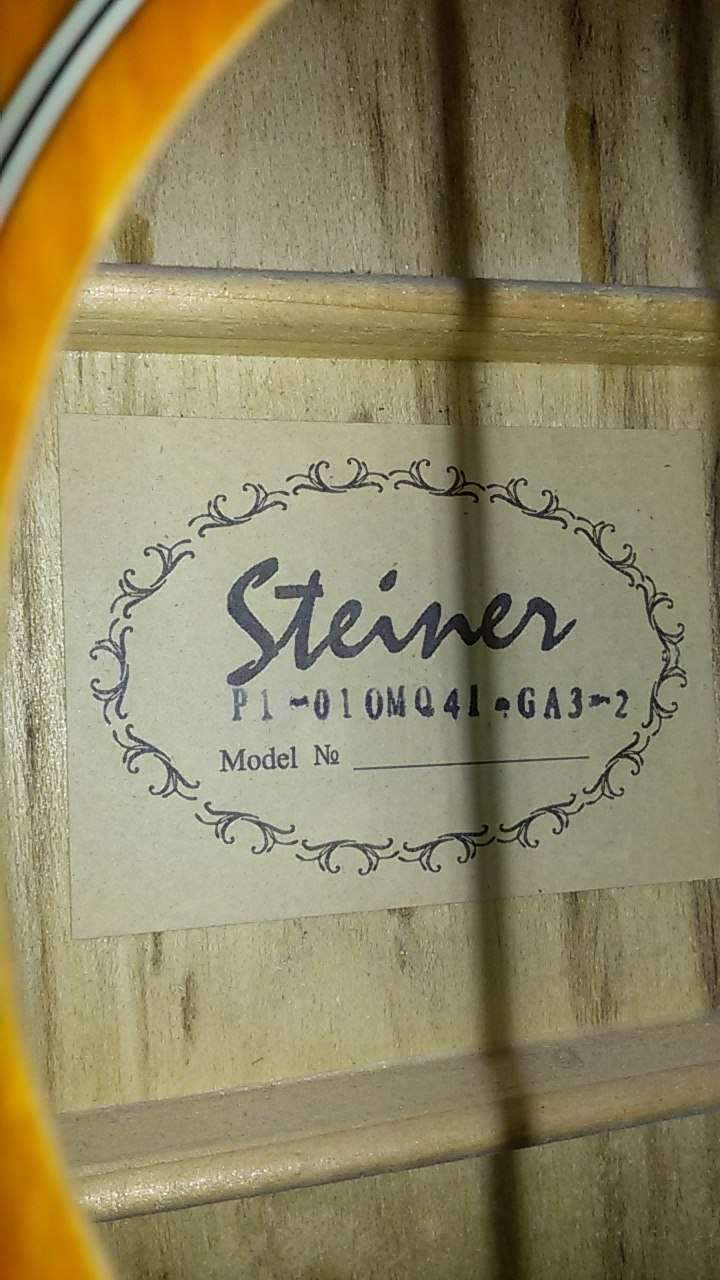 Steiner
P1-010MQ41-GA3-2
Model №